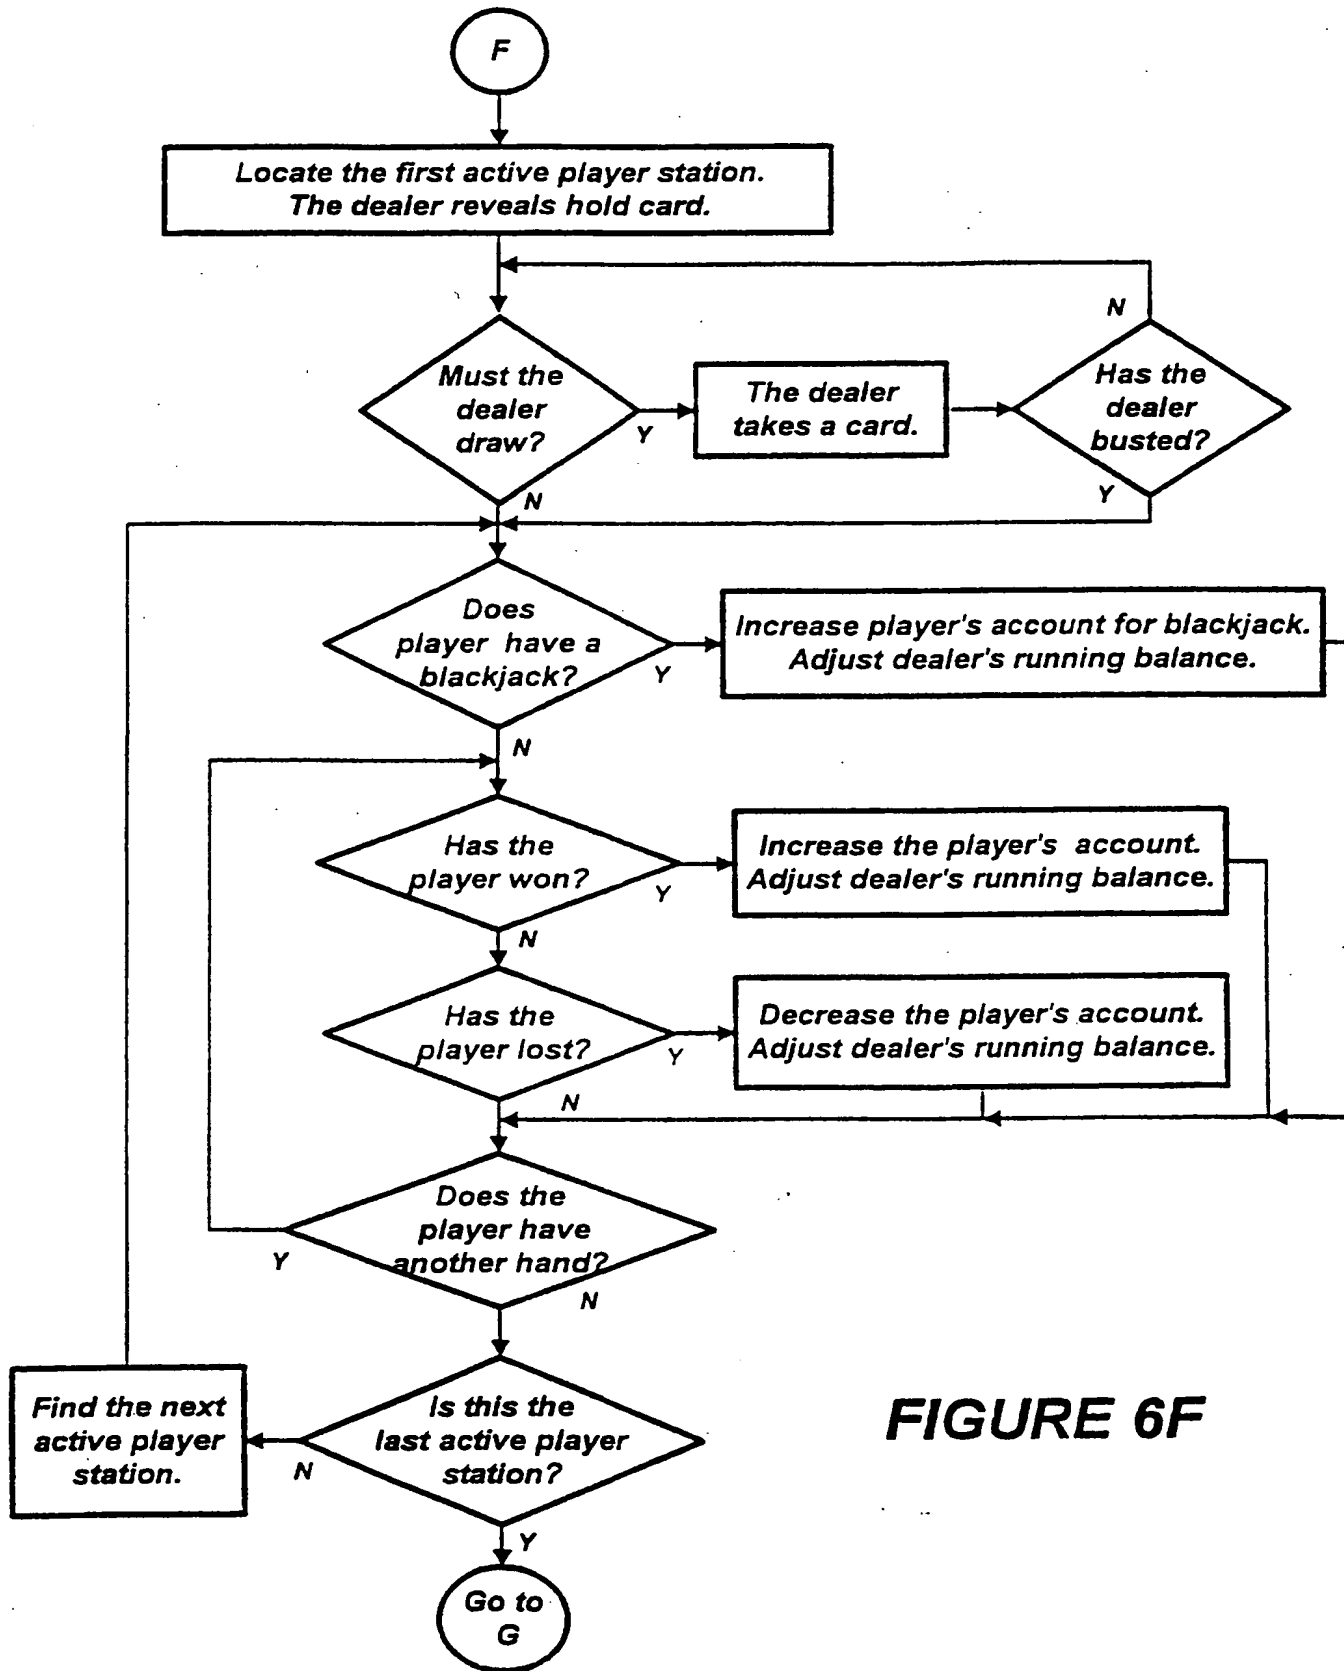 F
Locate the first active player station.
The dealer reveals hold card.
N
Must the
dealer
draw?
Y
The dealer
takes a card.
Has the
dealer
busted?
N
Y
Does
player have a
blackjack?
Y
Increase player's account for blackjack.
Adjust dealer's running balance.
N
Has the
player won?
Y
Increase the player's account.
Adjust dealer's running balance.
N
Has the
player lost?
Y
Decrease the player's account.
Adjust dealer's running balance.
N
Does the
player have
another hand?
Y
N
Find the next
active player
station.
N
Is this the
last active player
station?
FIGURE 6F
Y
Go to
G